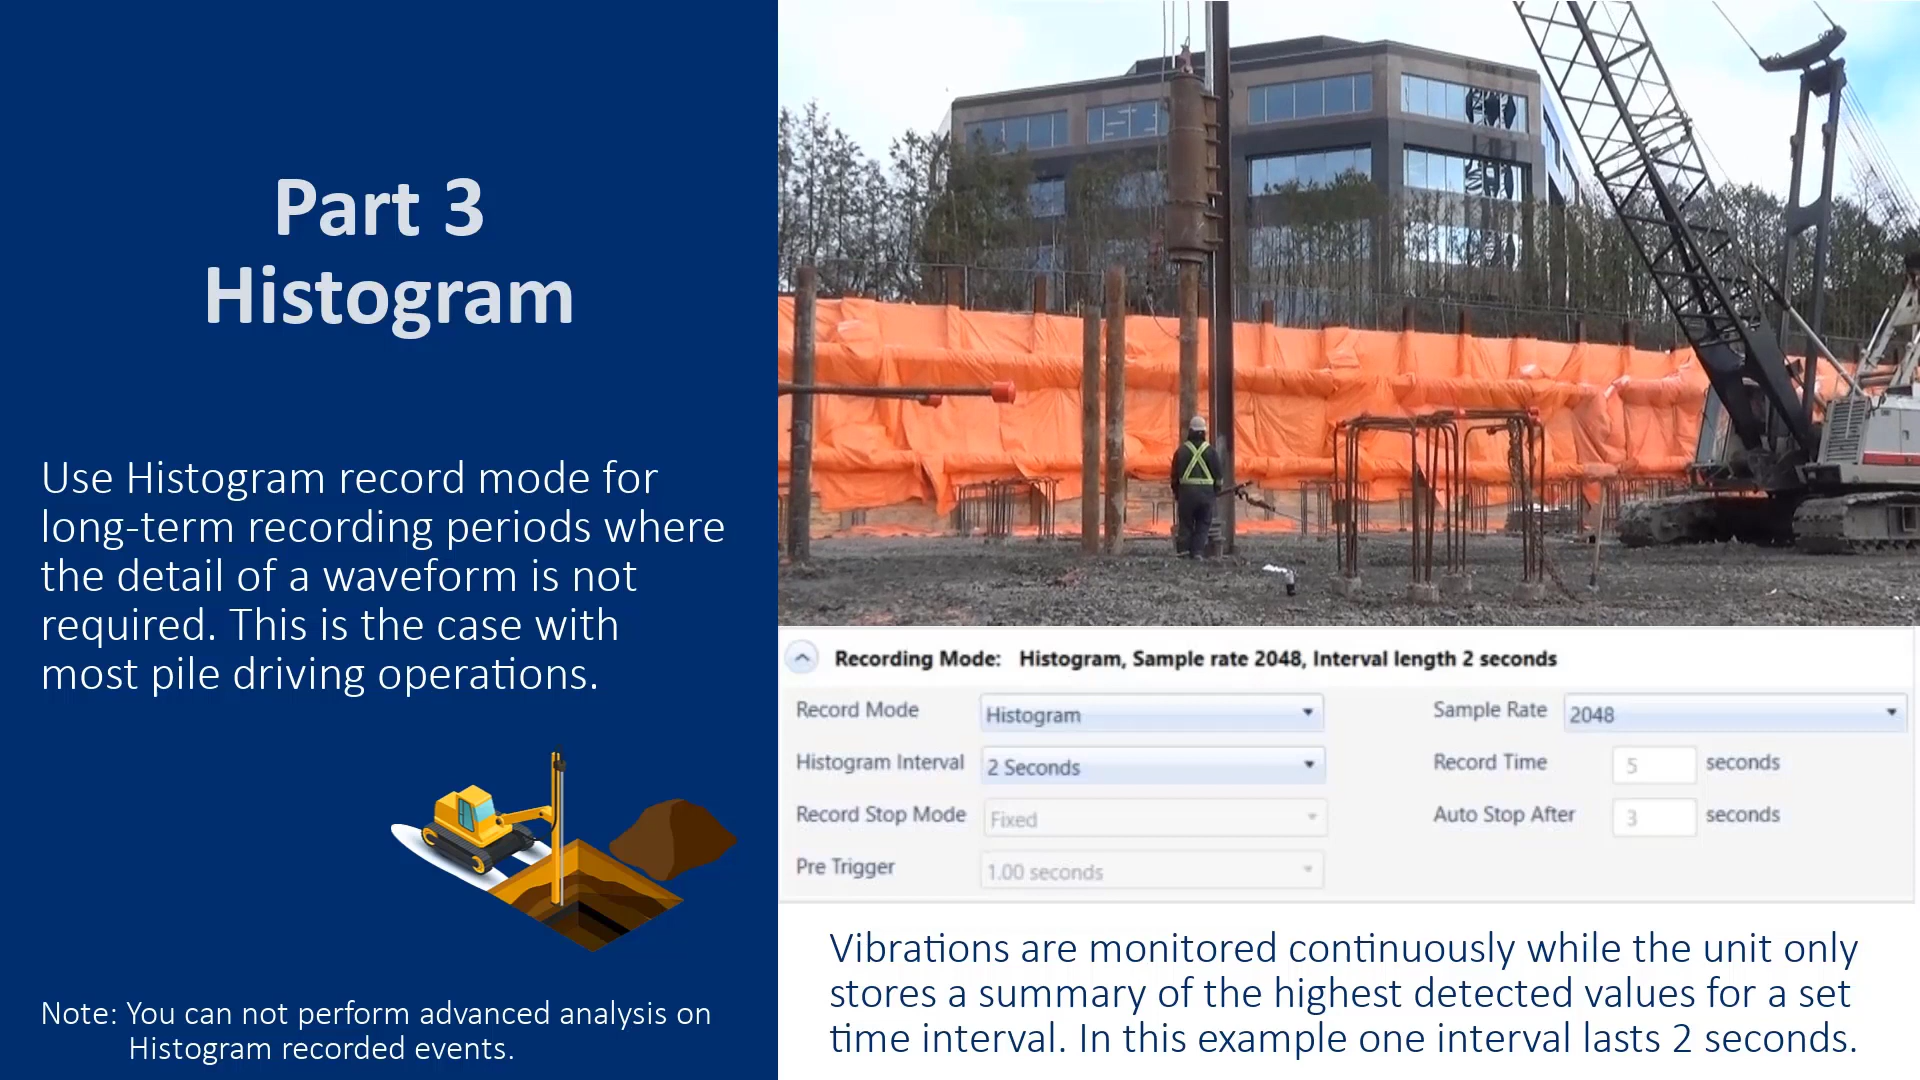 Part 3
Histogram
Use Histogram record mode for
long-term recording periods where
the detail of a waveform is not
required. This is the case with
most pile driving operations.
Note: You can not perform advanced analysis on
Histogram recorded events.
Recording Mode: Histogram, Sample rate 2048, Interval length 2 seconds
Record Mode Histogram Sample Rate 2048
Histogram Interval 2 Seconds Record Time 5 seconds
Record Stop Mode Fixed Auto Stop After 3 seconds
Pre Trigger 1.00 seconds
Vibrations are monitored continuously while the unit only
stores a summary of the highest detected values for a set
time interval. In this example one interval lasts 2 seconds.